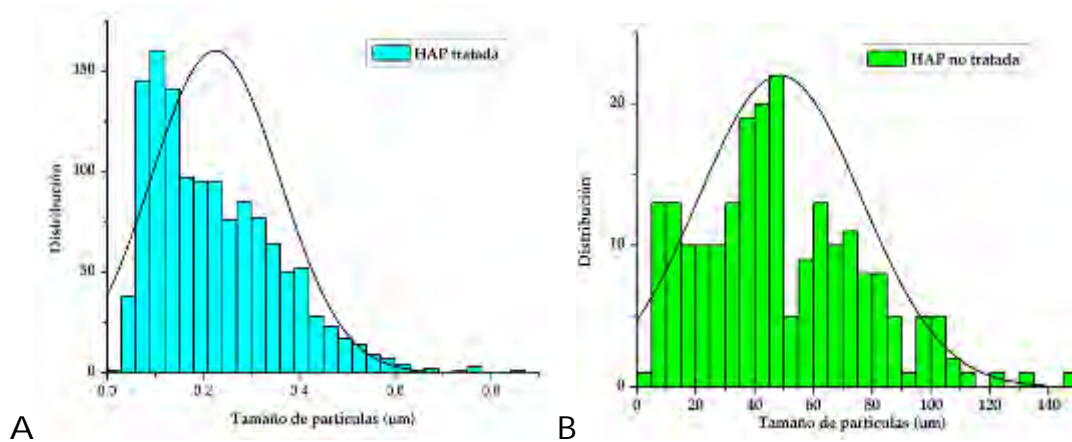 HAP tratada
Distribución
150
100
50
0
0.0
0.2
0.4
0.6
0.8
Tamaño de partículas (um)
A
HAP no tratada
Distribución
20
10
0
0
20
40
60
80
100
120
140
Tamaño de partículas (um)
B